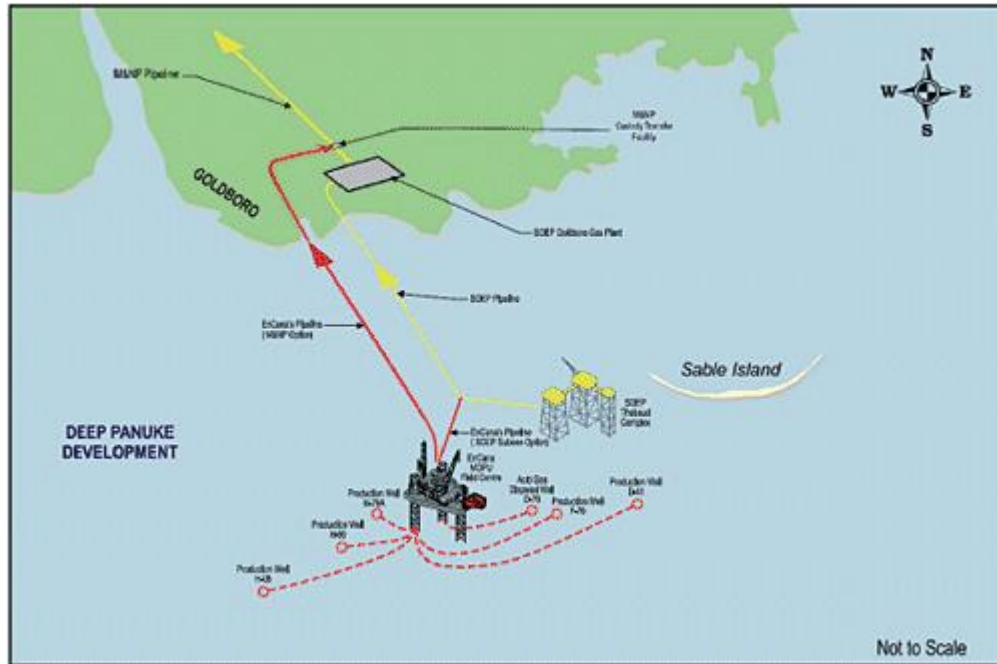 N
W E
S
M&NP Pipeline
M&NP
Custody Transfer
Facility
GOLDBORO
SOEP Goldboro Gas Plant
SOEP Pipeline
EnCana's Pipeline
(M&NP Option)
Sable Island
SOEP
Thebaud
Complex
EnCana's Pipeline
(SOEP Subsea Option)
DEEP PANUKE
DEVELOPMENT
EnCana
MOPU
Field Centre
Production Well
Acid Gas
Disposal Well
D-70
Production Well
F-70
Production Well
Production Well
Production Well
Not to Scale